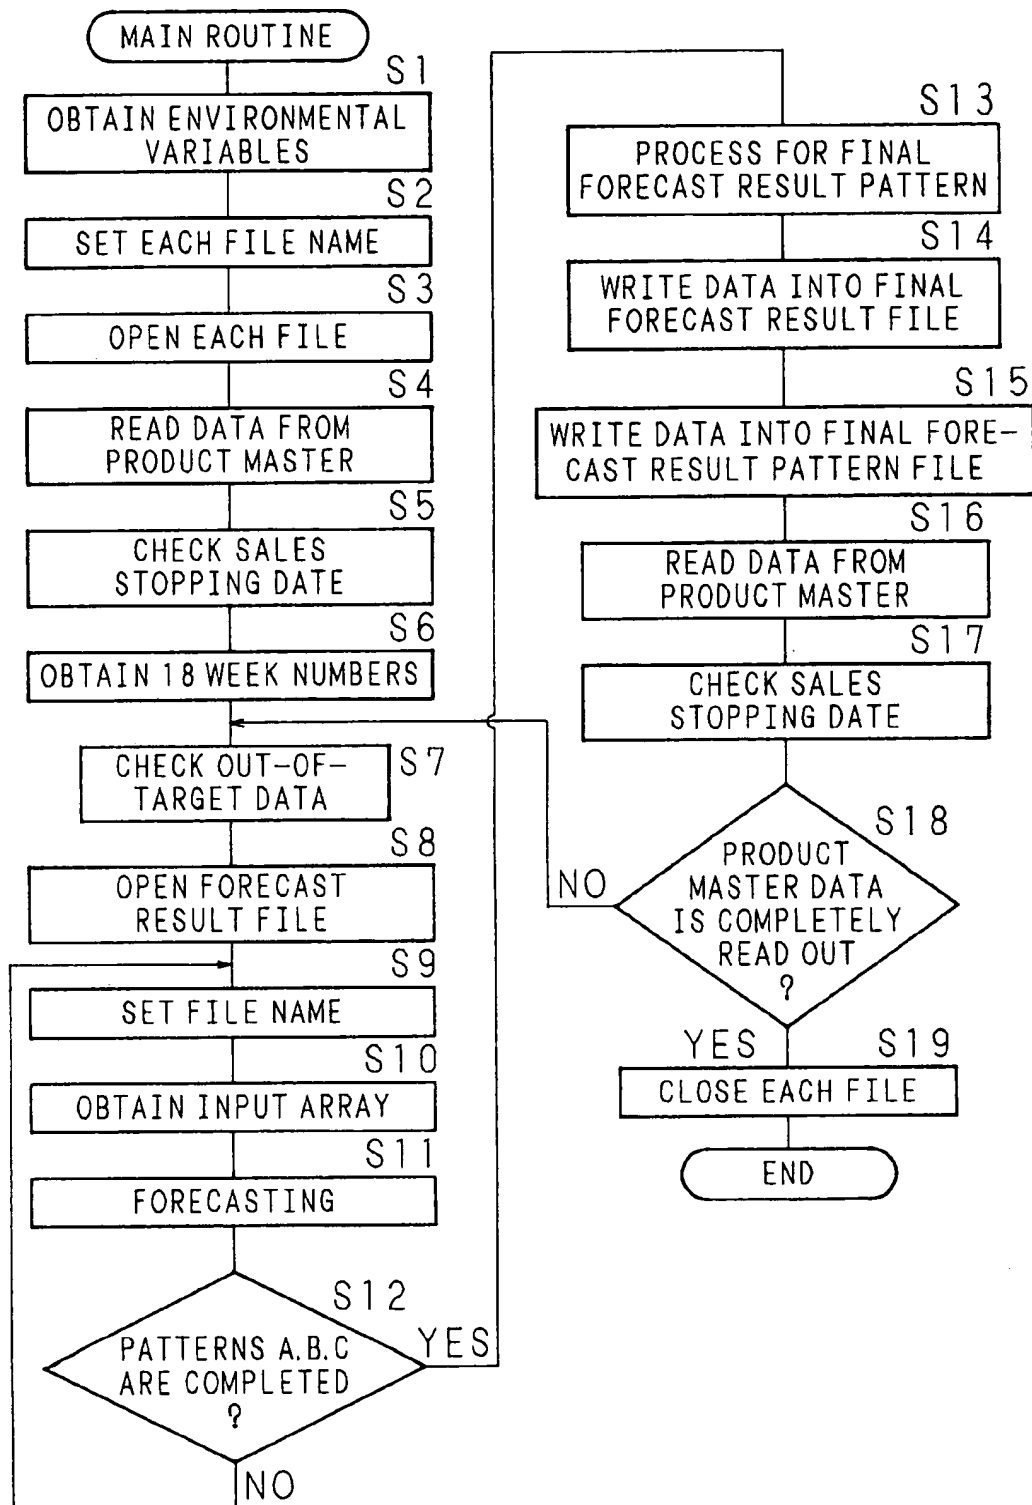 MAIN ROUTINE
S1
OBTAIN ENVIRONMENTAL
VARIABLES
S2
SET EACH FILE NAME
S3
OPEN EACH FILE
S4
READ DATA FROM
PRODUCT MASTER
S5
CHECK SALES
STOPPING DATE
S6
OBTAIN 18 WEEK NUMBERS
CHECK OUT-OF-
TARGET DATA
S7
S8
OPEN FORECAST
RESULT FILE
S9
SET FILE NAME
S10
OBTAIN INPUT ARRAY
S11
FORECASTING
S12
PATTERNS A.B.C
ARE COMPLETED
?
YES
NO
S13
PROCESS FOR FINAL
FORECAST RESULT PATTERN
S14
WRITE DATA INTO FINAL
FORECAST RESULT FILE
S15
WRITE DATA INTO FINAL FORE-
CAST RESULT PATTERN FILE
S16
READ DATA FROM
PRODUCT MASTER
S17
CHECK SALES
STOPPING DATE
S18
PRODUCT
MASTER DATA
IS COMPLETELY
READ OUT
?
NO
YES
S19
CLOSE EACH FILE
END